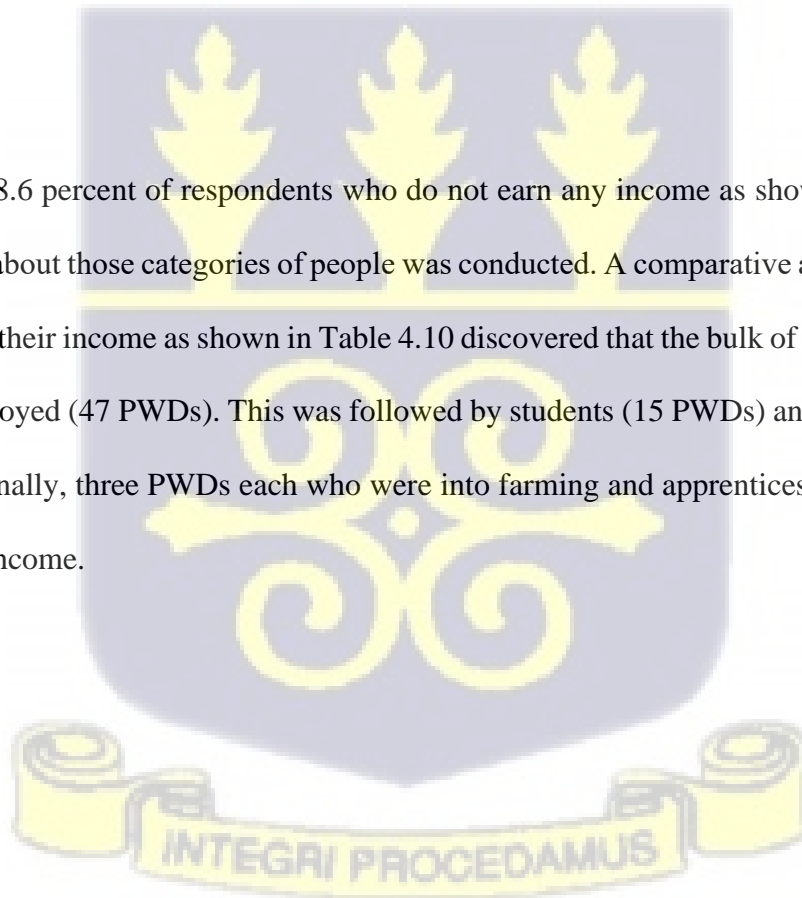 8.6 percent of respondents who do not earn any income as show
about those categories of people was conducted. A comparative a
their income as shown in Table 4.10 discovered that the bulk of
oyed (47 PWDs). This was followed by students (15 PWDs) an
nally, three PWDs each who were into farming and apprentices
ncome.
INTEGRI PROCEDAMUS